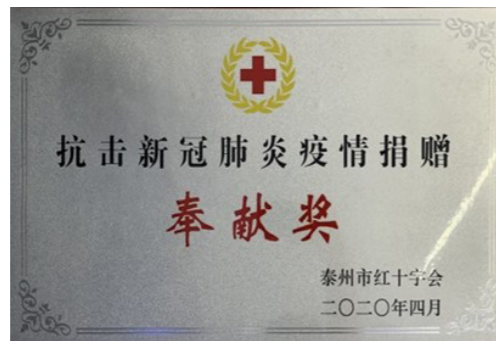 抗击新冠肺炎疫情捐赠
奉献奖
泰州市红十字会
二〇二〇年四月